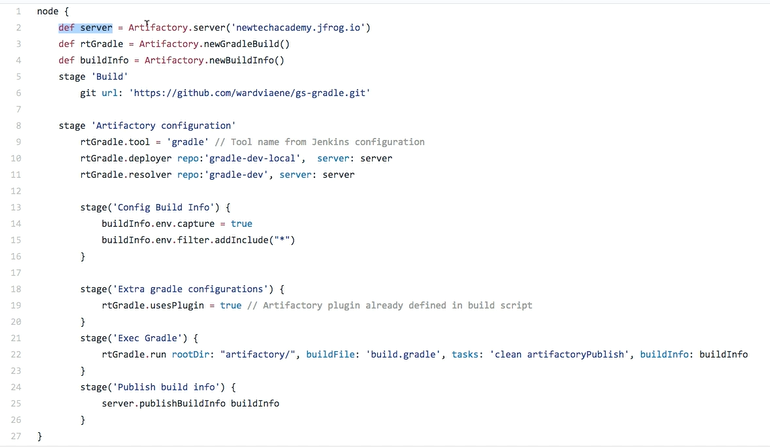 1 node {
2 def server = Artifactory.server('newtechacademy.jfrog.io')
3 def rtGradle = Artifactory.newGradleBuild()
4 def buildInfo = Artifactory.newBuildInfo()
5 stage 'Build'
6 git url: 'https://github.com/wardviaene/gs-gradle.git'
7
8 stage 'Artifactory configuration'
9 rtGradle.tool = 'gradle' // Tool name from Jenkins configuration
10 rtGradle.deployer repo:'gradle-dev-local',  server: server
11 rtGradle.resolver repo:'gradle-dev', server: server
12
13 stage('Config Build Info') {
14 buildInfo.env.capture = true
15 buildInfo.env.filter.addInclude("*")
16 }
17
18 stage('Extra gradle configurations') {
19 rtGradle.usesPlugin = true // Artifactory plugin already defined in build script
20 }
21 stage('Exec Gradle') {
22 rtGradle.run rootDir: "artifactory/", buildFile: 'build.gradle', tasks: 'clean artifactoryPublish', buildInfo: buildInfo
23 }
24 stage('Publish build info') {
25 server.publishBuildInfo buildInfo
26 }
27 }